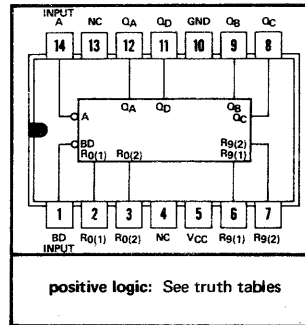 INPUT
A NC QA QD GND QB QC
14 13 12 11 10 9 8
QA QD QB
A QC
BD R9(2)
R0(1) R0(2) R9(1)
1 2 3 4 5 6 7
BD R0(1) R0(2) NC VCC R9(1) R9(2)
INPUT
positive logic: See truth tables